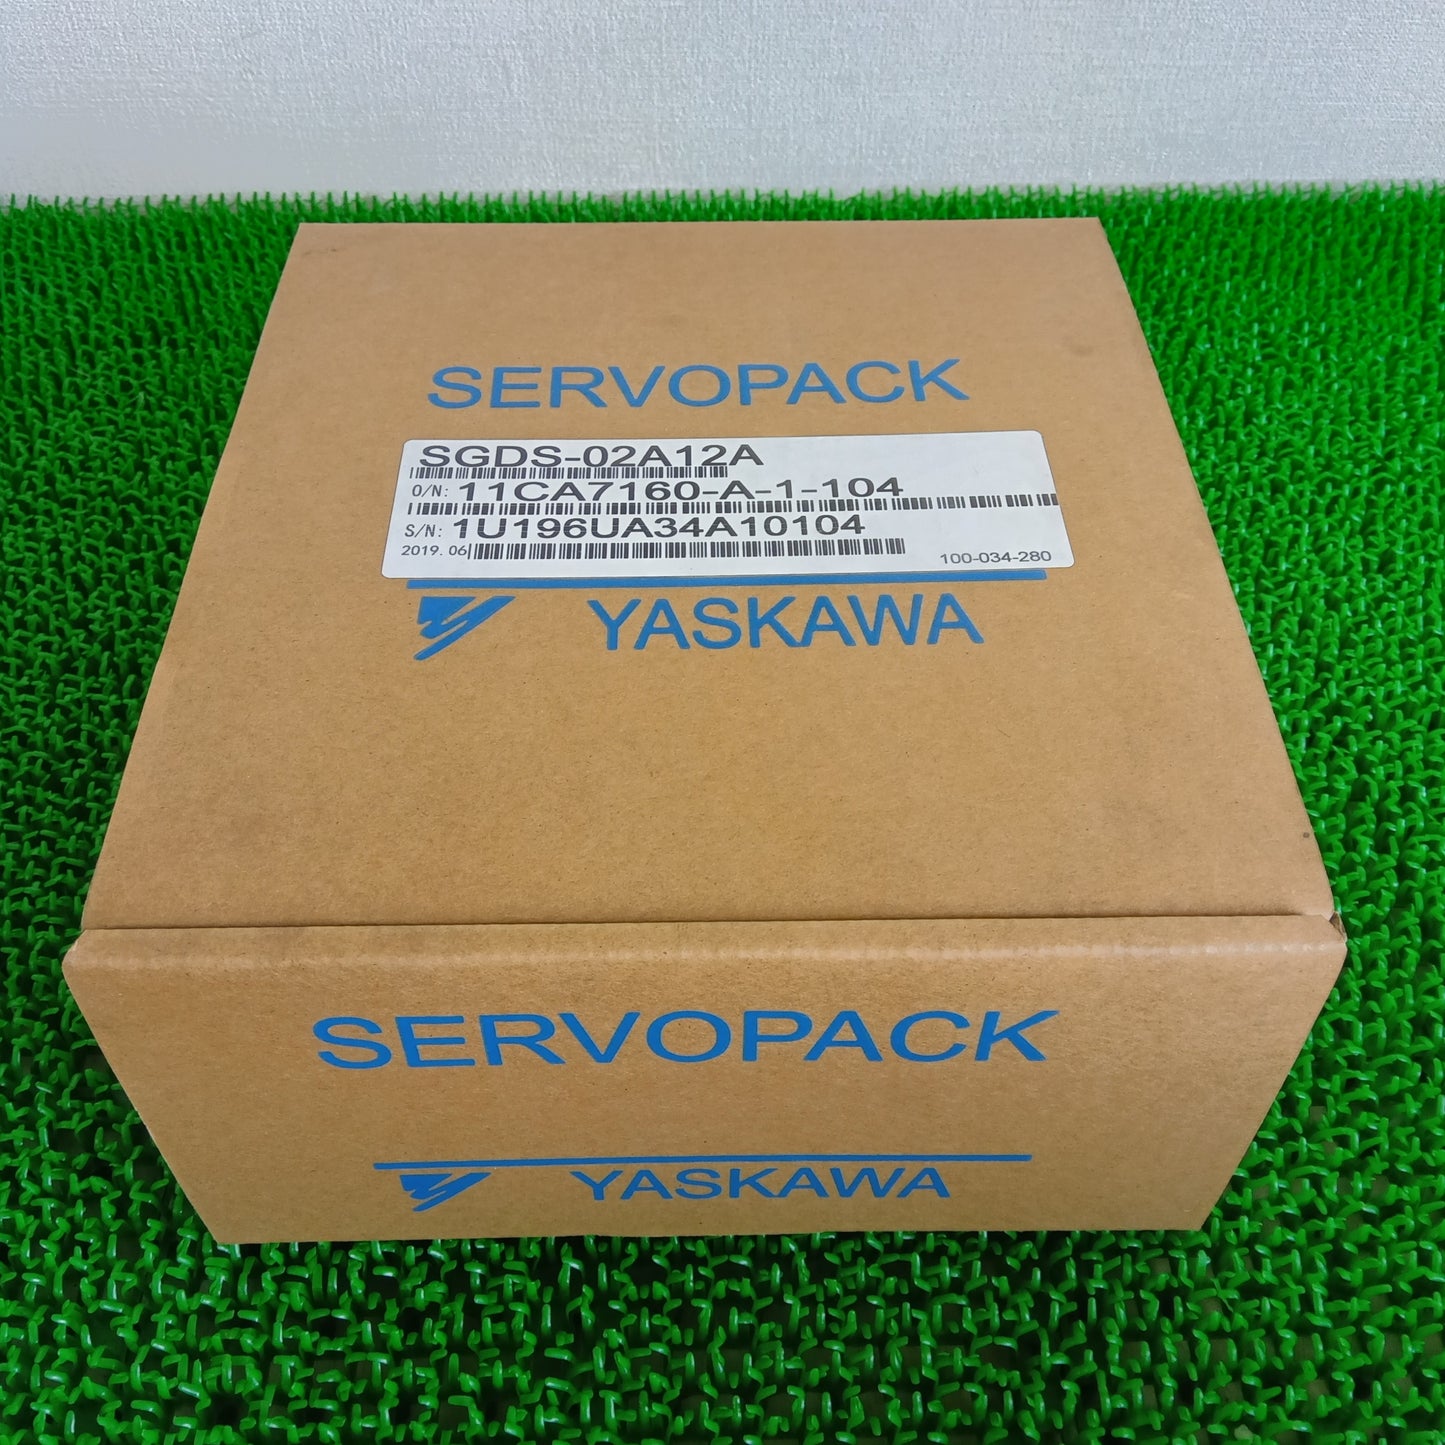 SERVOPACK
SGDS-02A12A
O/N: 11CA7160-A-1-104
S/N: 1U196UA34A10104
2019.06
100-034-280
YASKAWA
SERVOPACK
YASKAWA